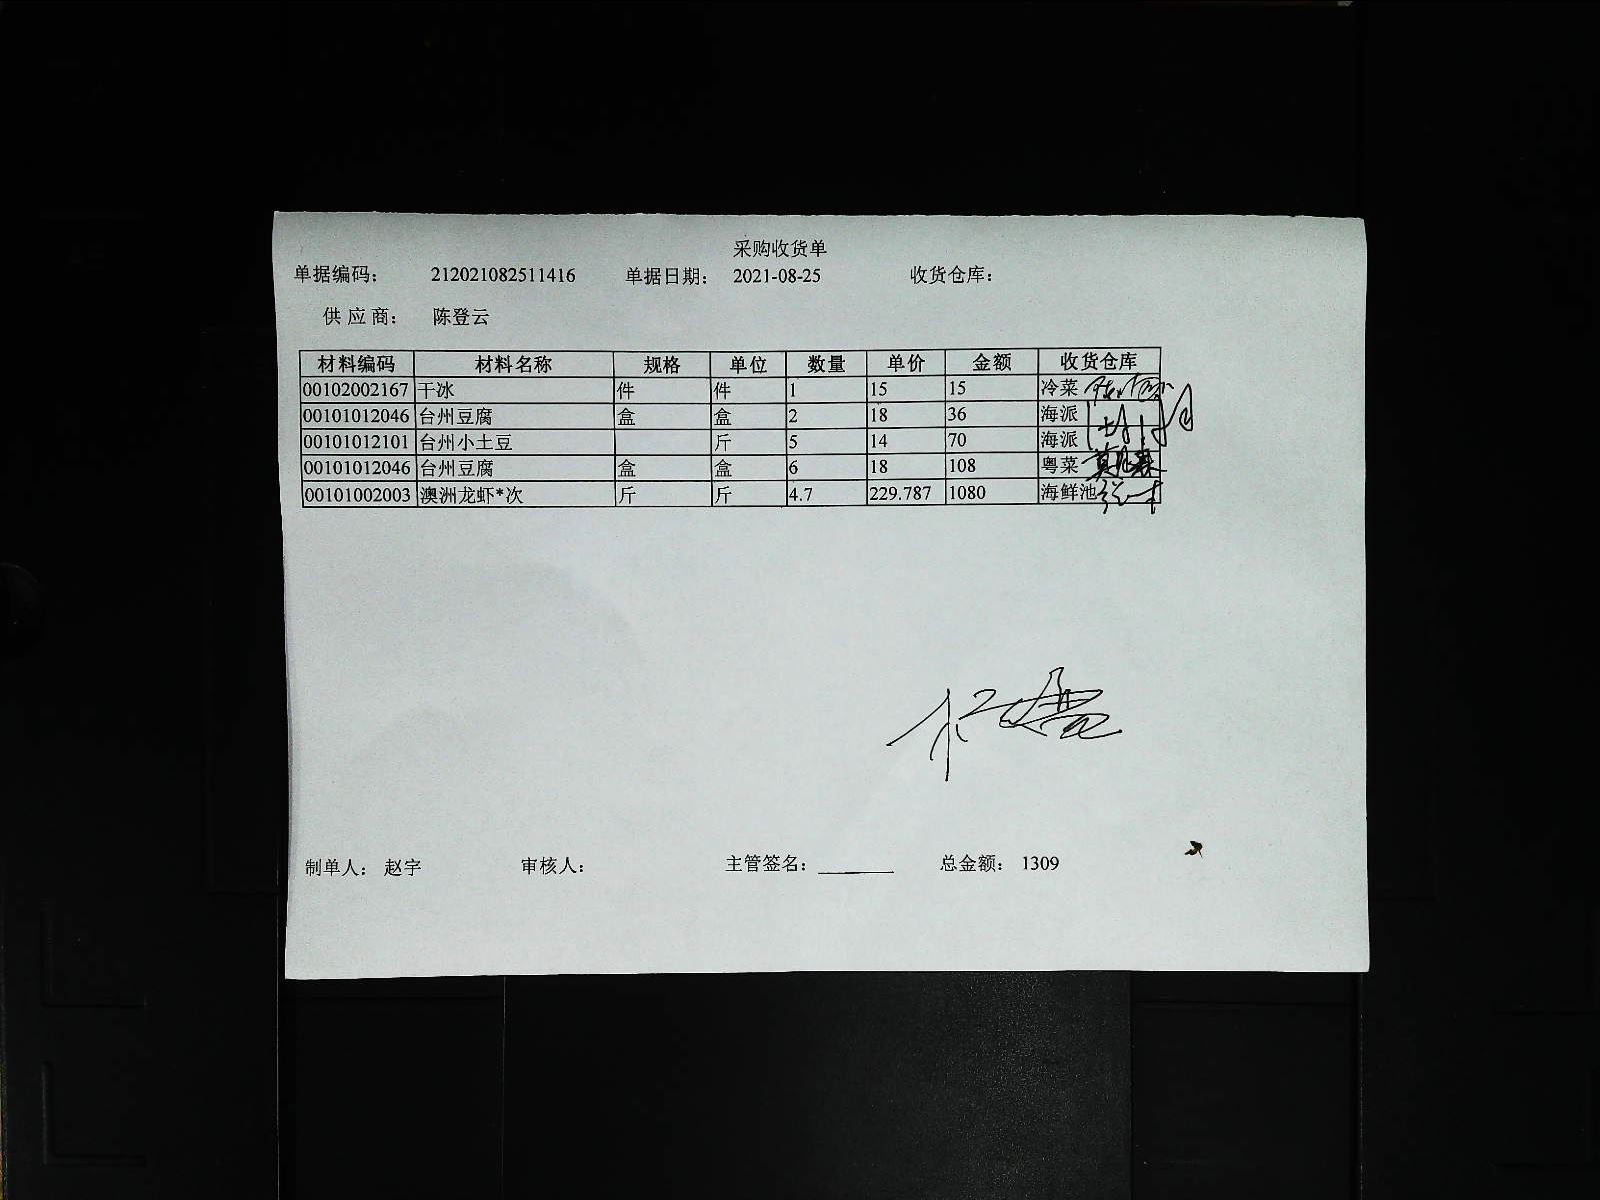 采购收货单
单据编码： 212021082511416 单据日期： 2021-08-25 收货仓库：
供 应 商： 陈登云
材料编码 材料名称 规格 单位 数量 单价 金额 收货仓库
00102002167 干冰 件 件 1 15 15 冷菜
00101012046 台州豆腐 盒 盒 2 18 36 海派
00101012101 台州小土豆 斤 5 14 70 海派
00101012046 台州豆腐 盒 盒 6 18 108 粤菜
00101002003 澳洲龙虾*次 斤 斤 4.7 229.787 1080 海鲜池
制单人： 赵宇 审核人： 主管签名： 总金额： 1309